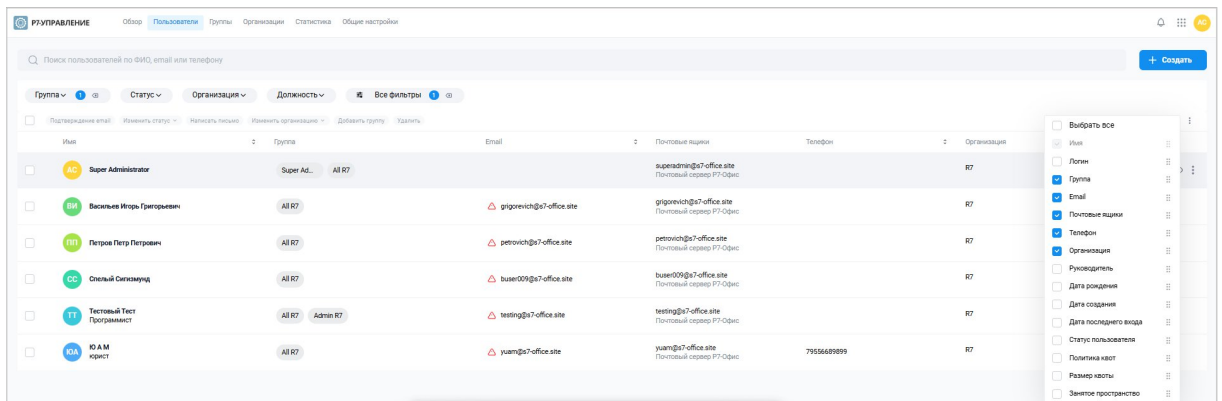 Р7-УПРАВЛЕНИЕ Обзор Пользователи Группы Организации Статистика Общие настройки AD
Поиск пользователей по ФИО, email или телефону + Создать
Группа 1 Статус Организация Должность Все фильтры 1
Подтверждение email Изменить статус Написать письмо Изменить организацию Добавить группу Удалить
Имя Группа Email Почтовые ящики Телефон Организация
АС Super Administrator Super Ad... All R7 superadmin@s7-office.site R7
Почтовый сервер Р7-Офис
ВИ Васильев Игорь Григорьевич All R7 grigorevich@s7-office.site grigorevich@s7-office.site R7
Почтовый сервер Р7-Офис
ПП Петров Петр Петрович All R7 petrovich@s7-office.site petrovich@s7-office.site R7
Почтовый сервер Р7-Офис
СС Спелый Сигизмунд All R7 buser009@s7-office.site buser009@s7-office.site R7
Почтовый сервер Р7-Офис
ТТ Тестовый Тест All R7 Admin R7 testing@s7-office.site testing@s7-office.site R7
Программист Почтовый сервер Р7-Офис
ЮА Ю А М All R7 yuam@s7-office.site yuam@s7-office.site 79556689899 R7
юрист Почтовый сервер Р7-Офис
Выбрать все
Имя
Логин
Группа
Email
Почтовые ящики
Телефон
Организация
Руководитель
Дата рождения
Дата создания
Дата последнего входа
Статус пользователя
Политика квот
Размер квоты
Занятое пространство